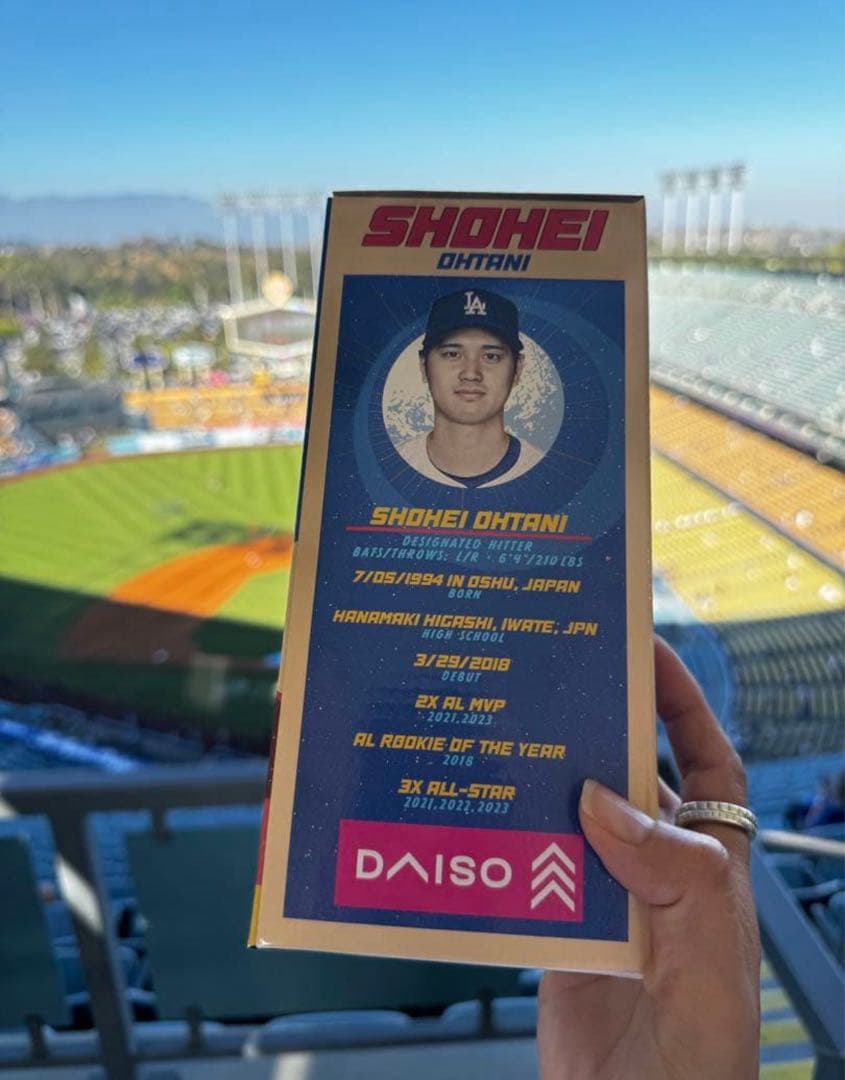 SHOHEI
OHTANI
LA
SHOHEI OHTANI
DESIGNATED HITTER
BATS/THROWS: L/R · 6'4"/210 LBS
7/05/1994 IN OSHU, JAPAN
BORN
HANAMAKI HIGASHI, IWATE, JPN
HIGH SCHOOL
3/29/2018
DEBUT
2X AL MVP
2021,2023
AL ROOKIE OF THE YEAR
2018
3X ALL-STAR
2021,2022,2023
DAISO